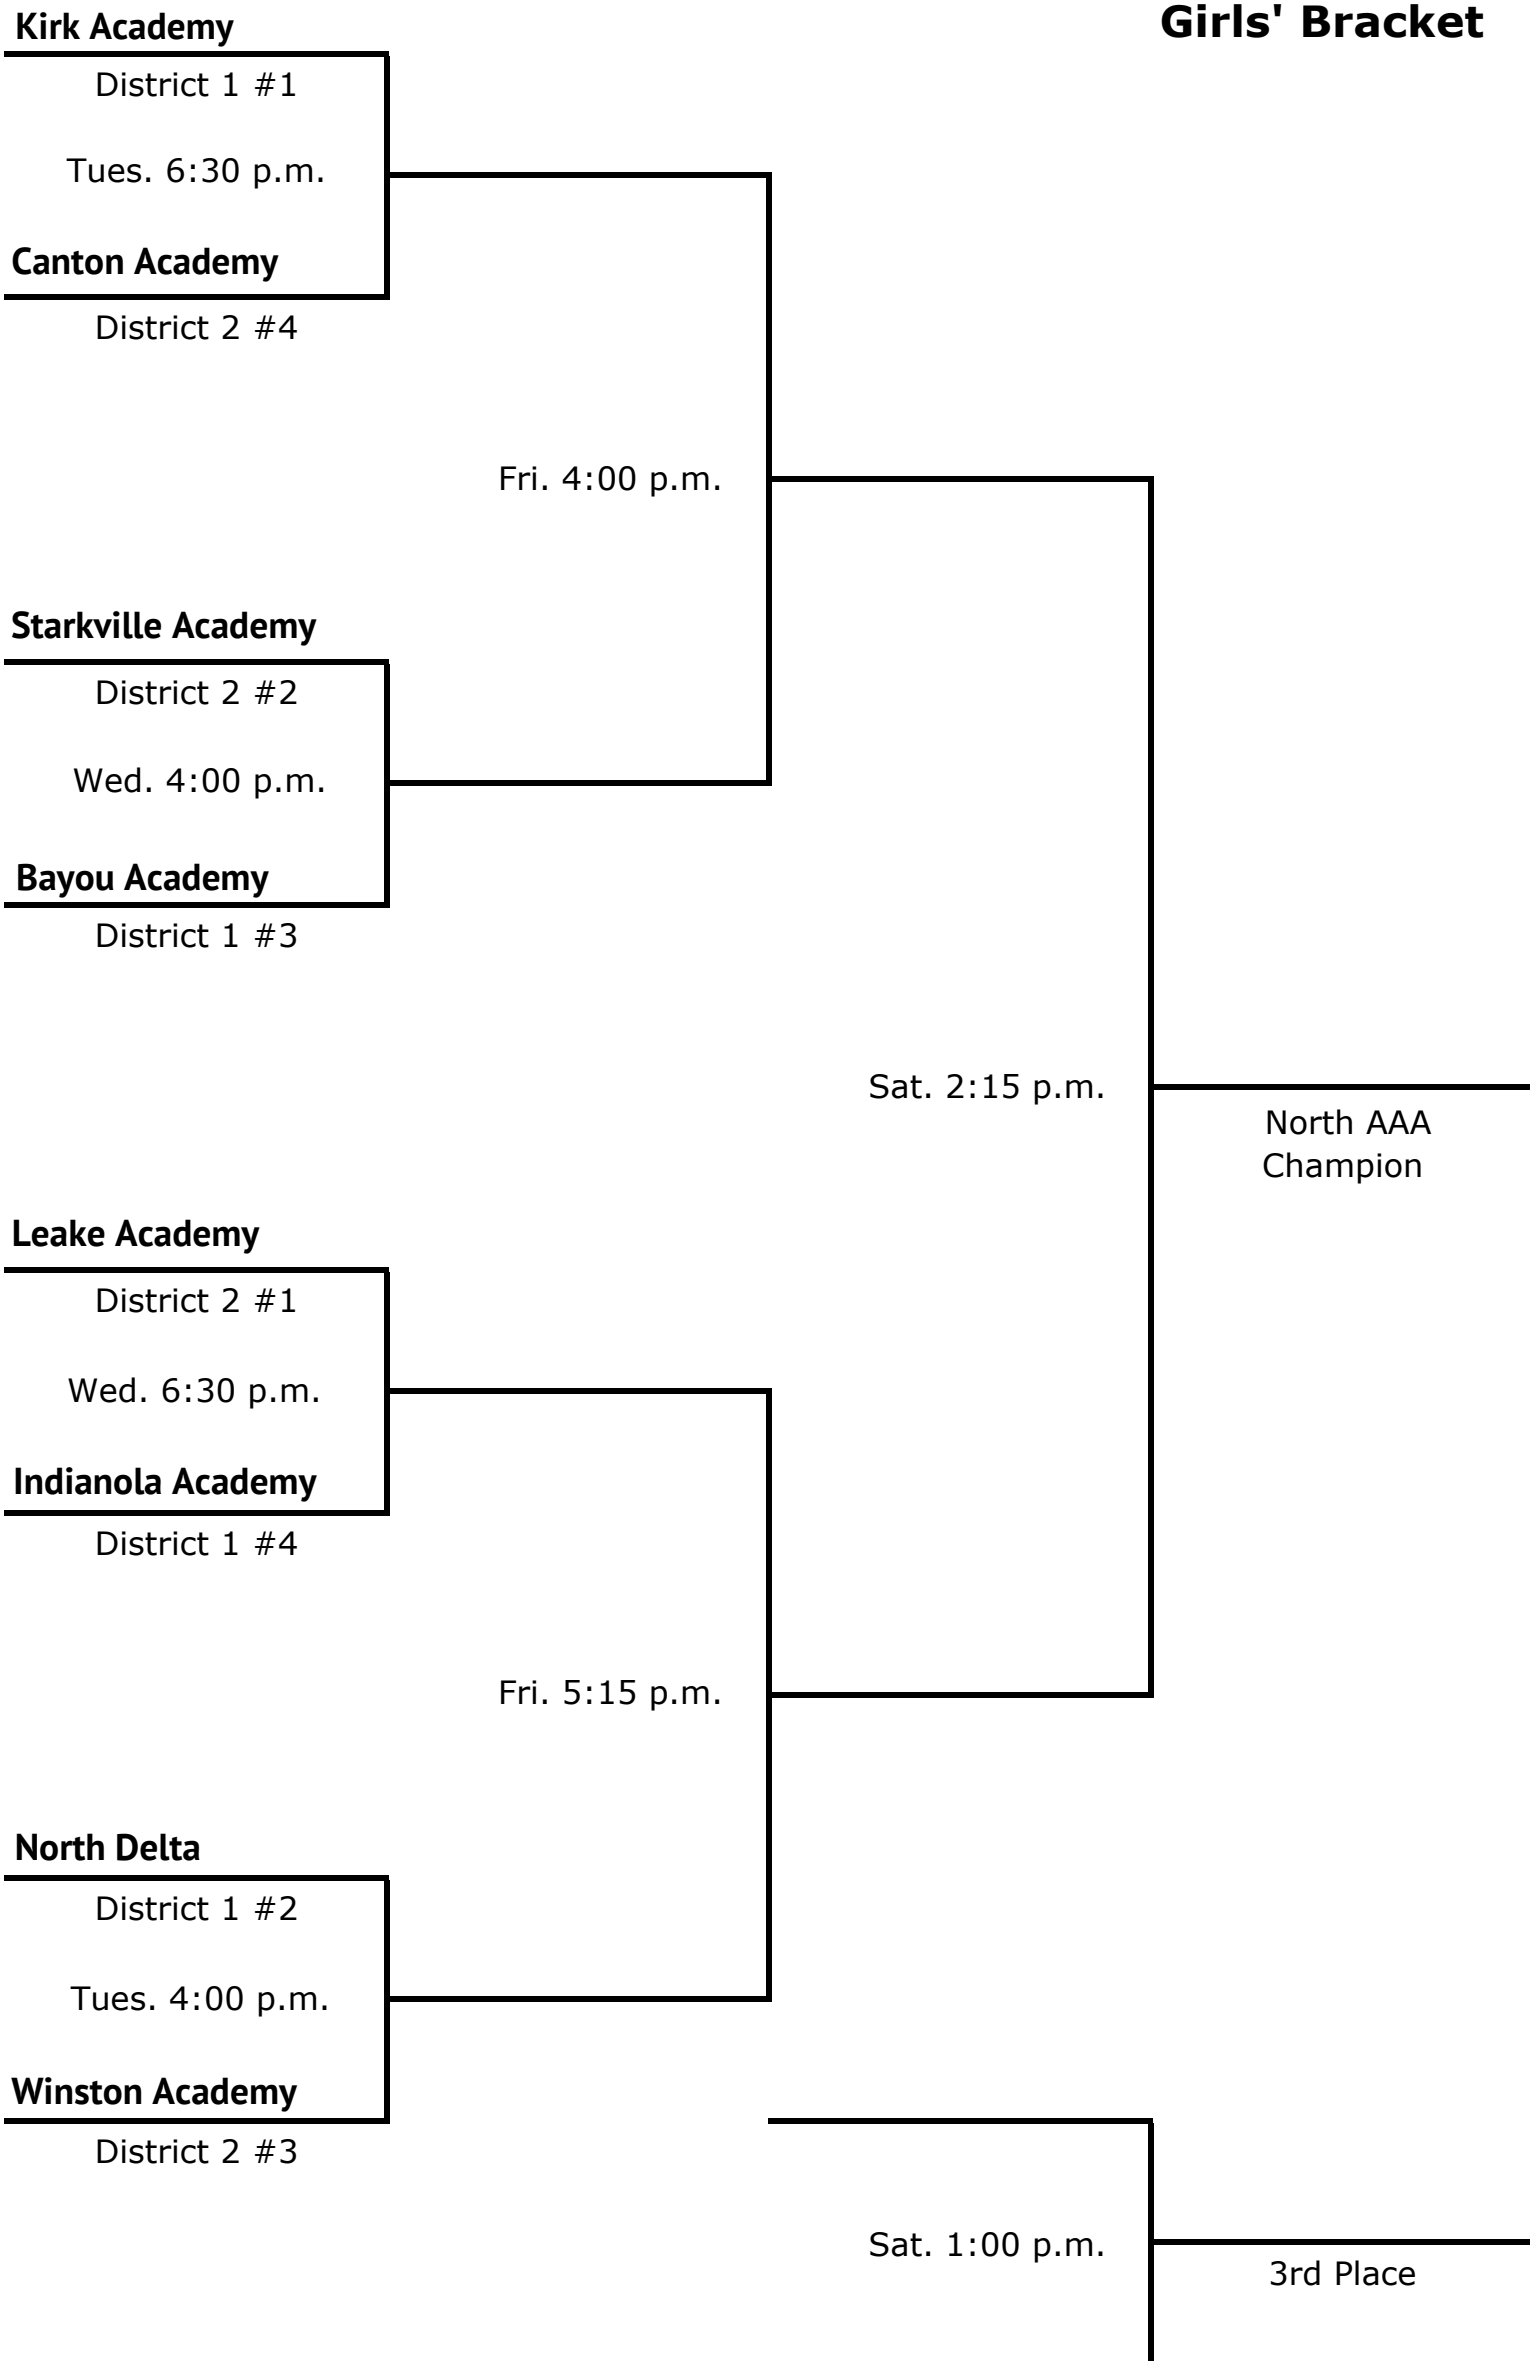 Girls' Bracket
Kirk Academy
District 1 #1
Tues. 6:30 p.m.
Canton Academy
District 2 #4
Fri. 4:00 p.m.
Starkville Academy
District 2 #2
Wed. 4:00 p.m.
Bayou Academy
District 1 #3
Sat. 2:15 p.m.
North AAA
Champion
Leake Academy
District 2 #1
Wed. 6:30 p.m.
Indianola Academy
District 1 #4
Fri. 5:15 p.m.
North Delta
District 1 #2
Tues. 4:00 p.m.
Winston Academy
District 2 #3
Sat. 1:00 p.m.
3rd Place